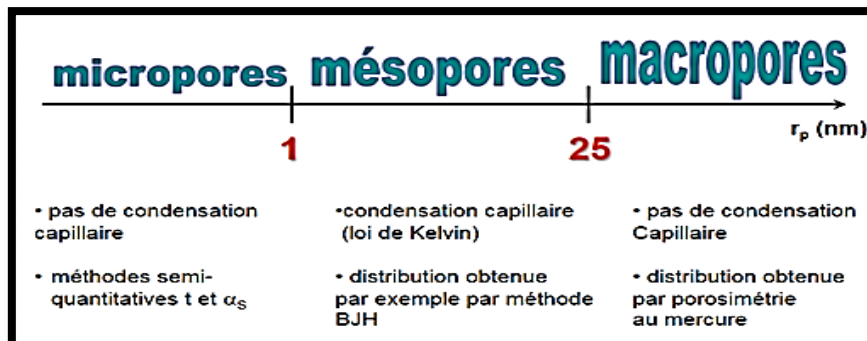 micropores mésopores macropores
1 25 rₚ (nm)
• pas de condensation
capillaire
• méthodes semi-
quantitatives t et αₛ
•condensation capillaire
(loi de Kelvin)
• distribution obtenue
par exemple par méthode
BJH
• pas de condensation
Capillaire
• distribution obtenue
par porosimétrie
au mercure